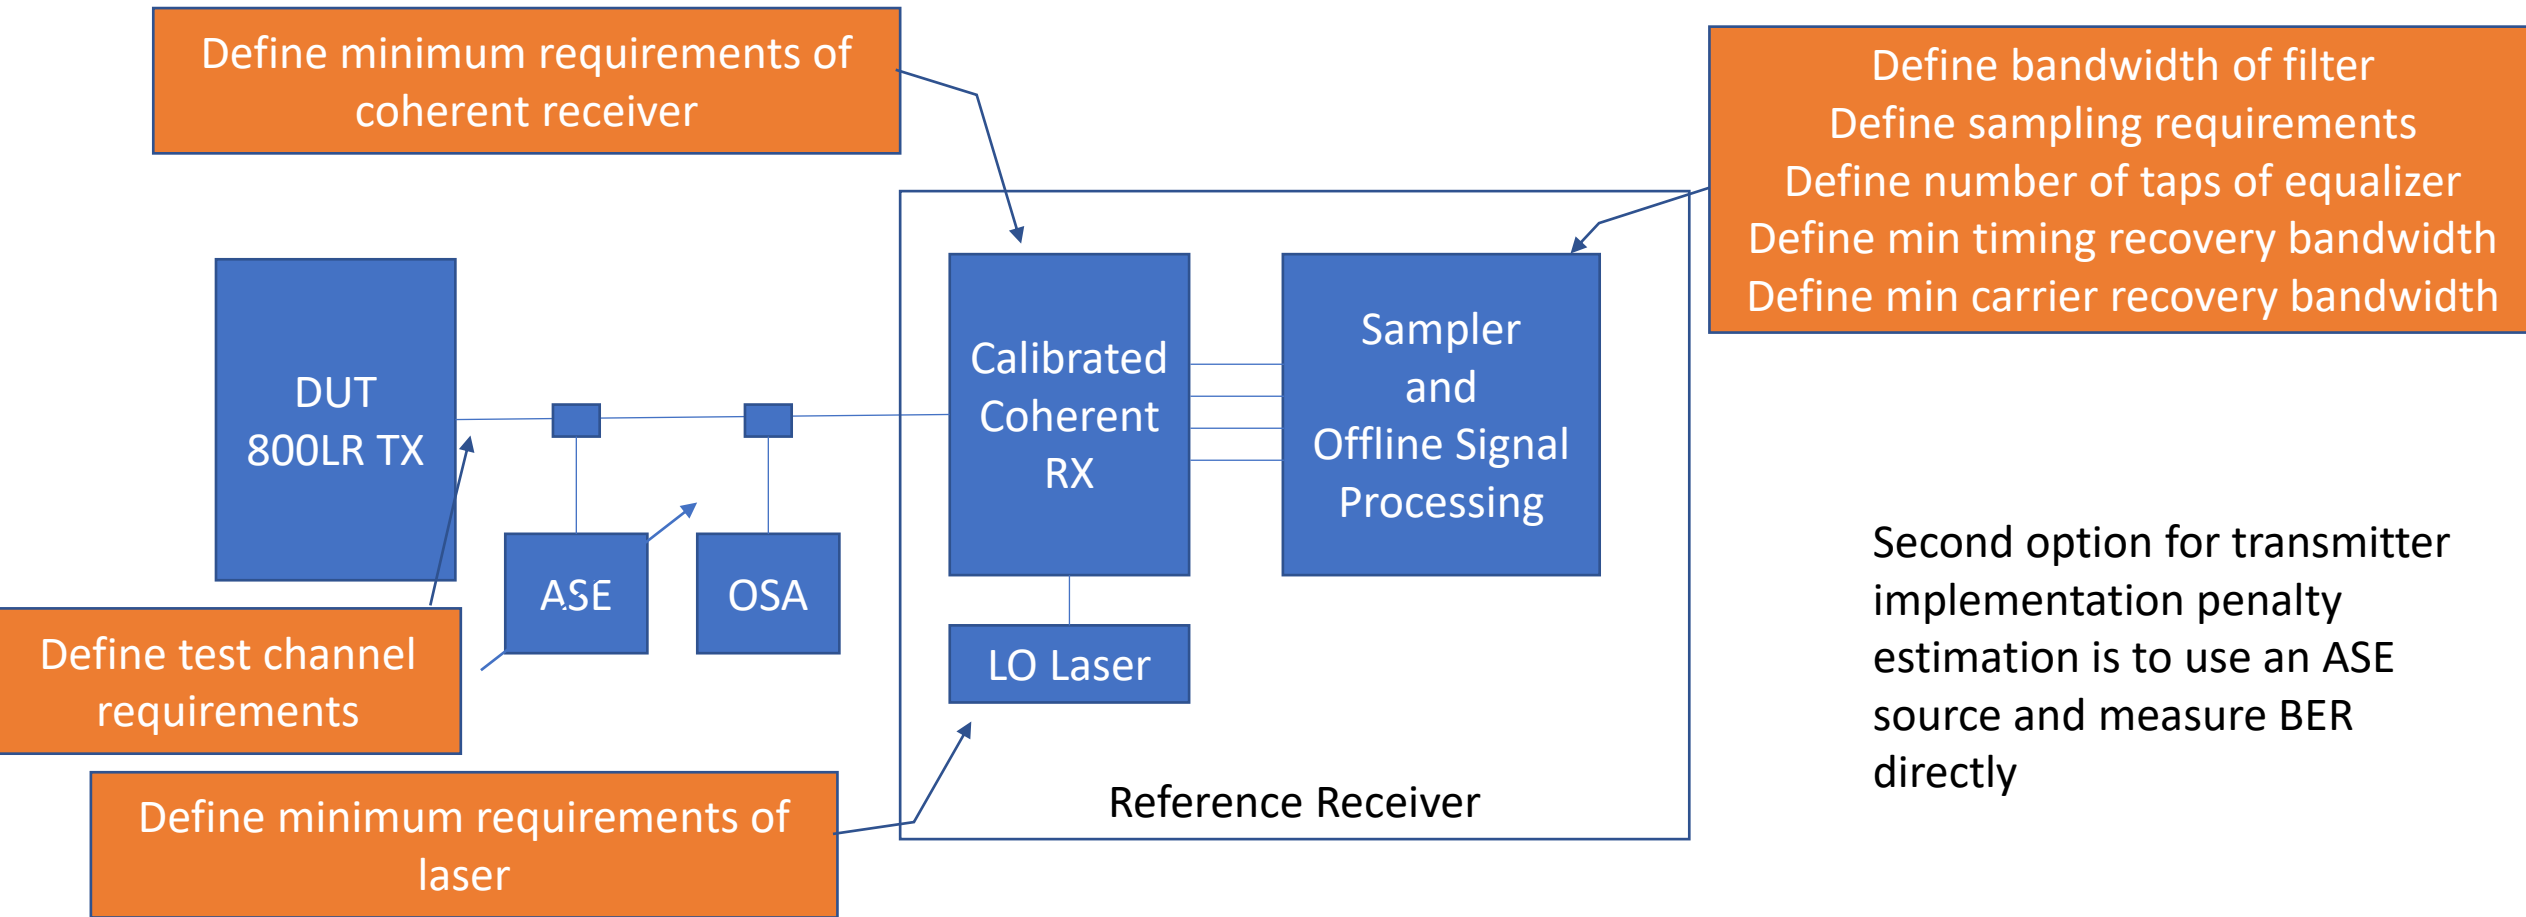 Define minimum requirements of
coherent receiver
Define bandwidth of filter
Define sampling requirements
Define number of taps of equalizer
Define min timing recovery bandwidth
Define min carrier recovery bandwidth
DUT
800LR TX
Calibrated
Coherent
RX
Sampler
and
Offline Signal
Processing
ASE
OSA
LO Laser
Define test channel
requirements
Define minimum requirements of
laser
Reference Receiver
Second option for transmitter
implementation penalty
estimation is to use an ASE
source and measure BER
directly